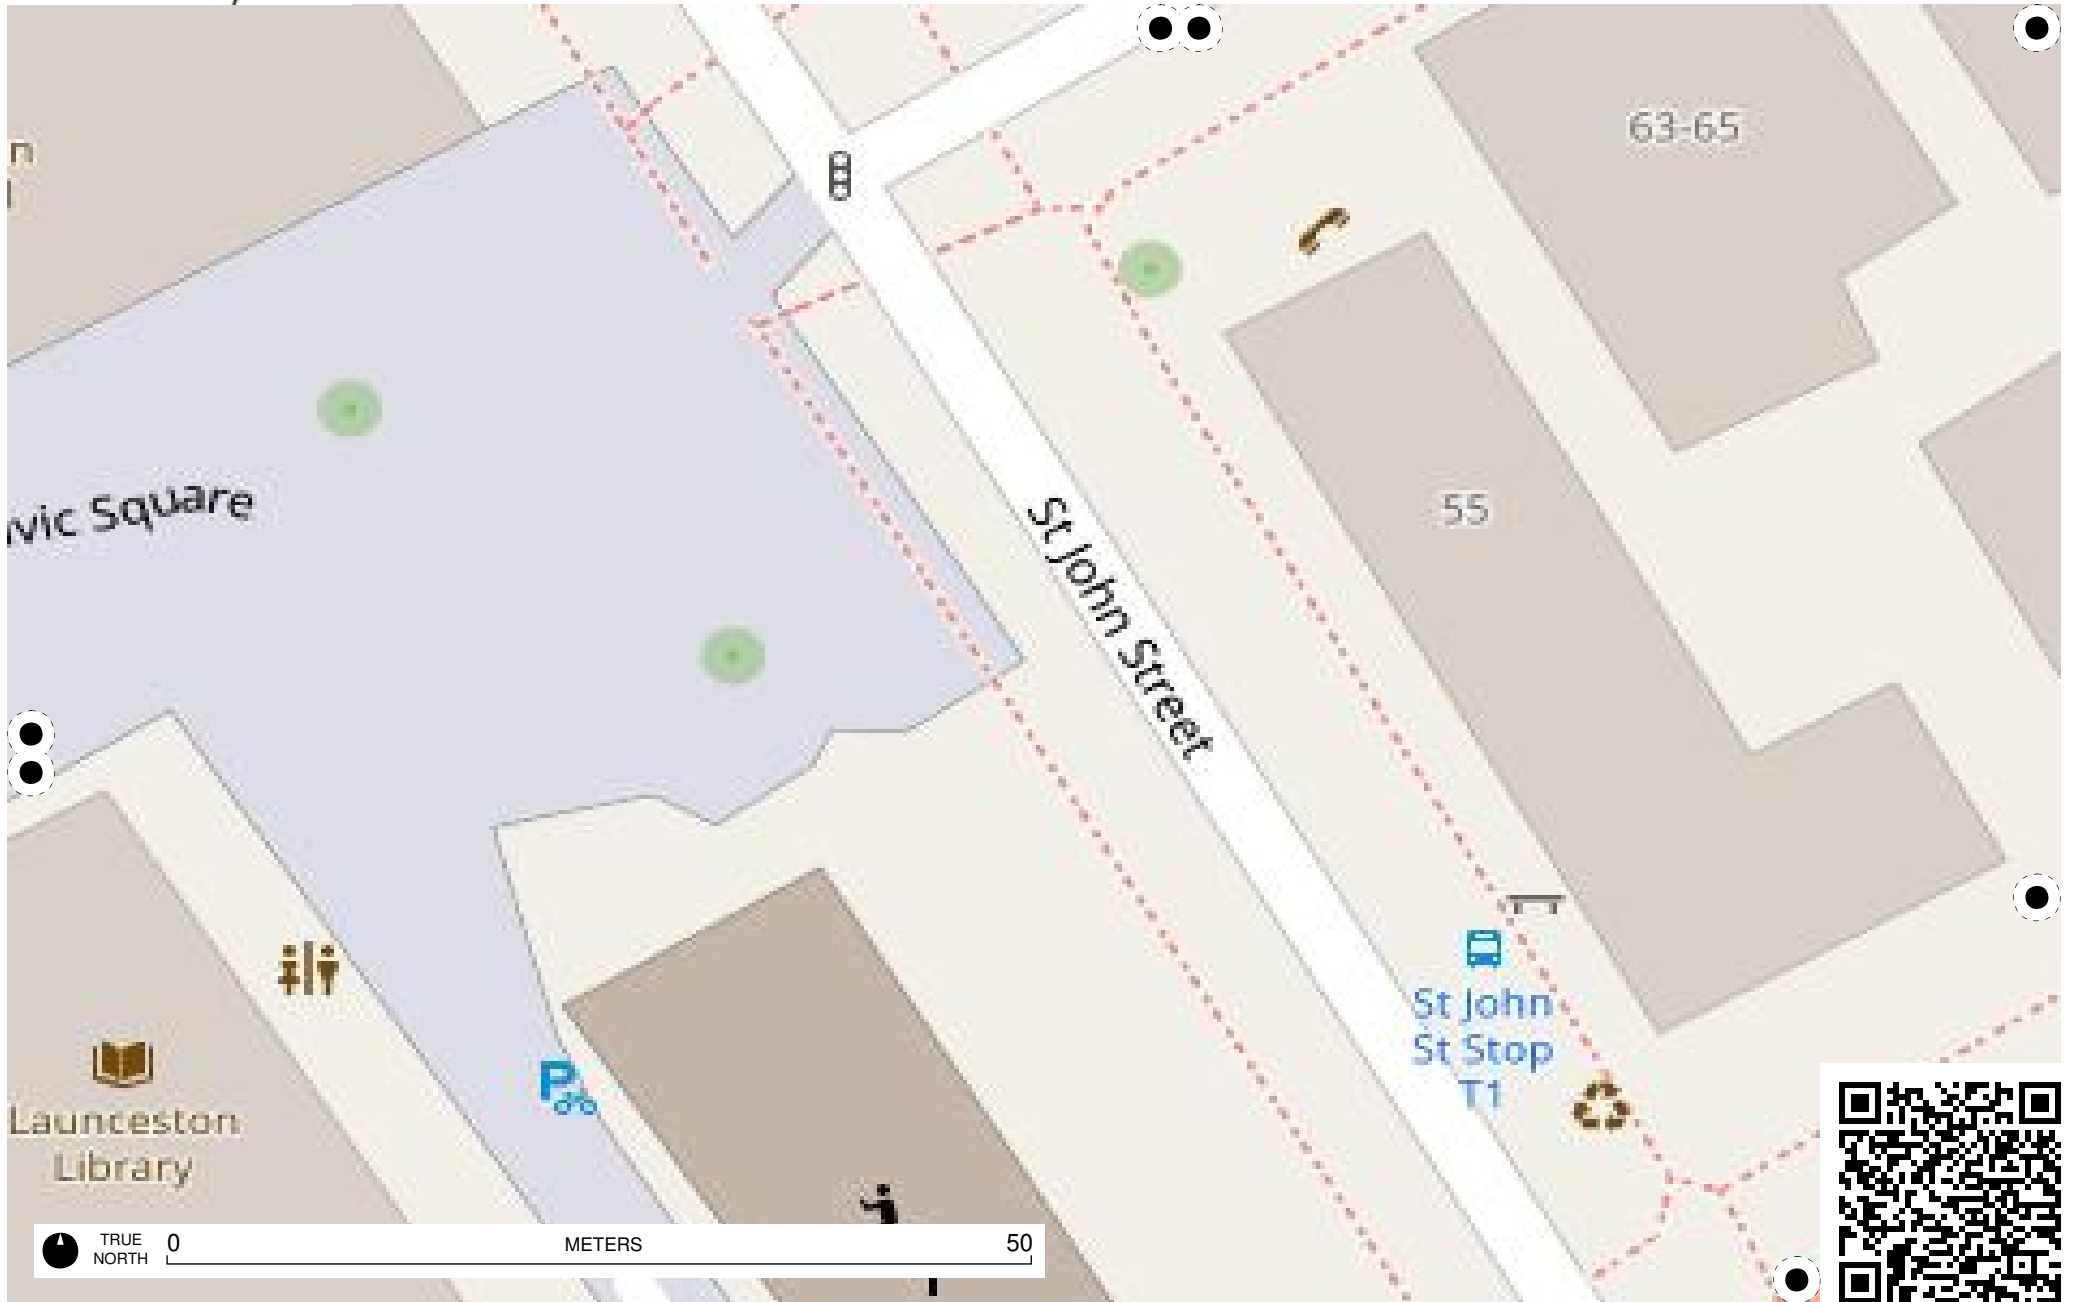 n
63-65
ivic Square
55
St John Street
St John
St Stop
T1
P
Launceston
Library
TRUE
NORTH
0
METERS
50